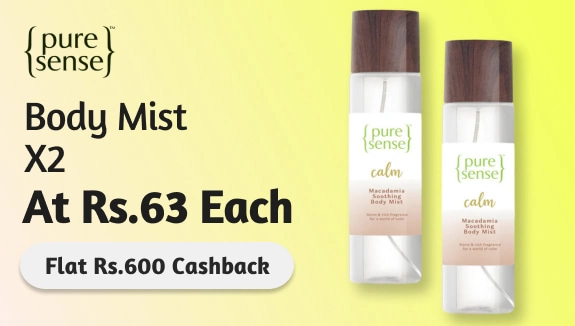 {pure sense}™
Body Mist
X2
At Rs.63 Each
Flat Rs.600 Cashback
{pure sense}
calm
Macadamia
Soothing
Body Mist
{pure sense}
calm
Macadamia
Soothing
Body Mist